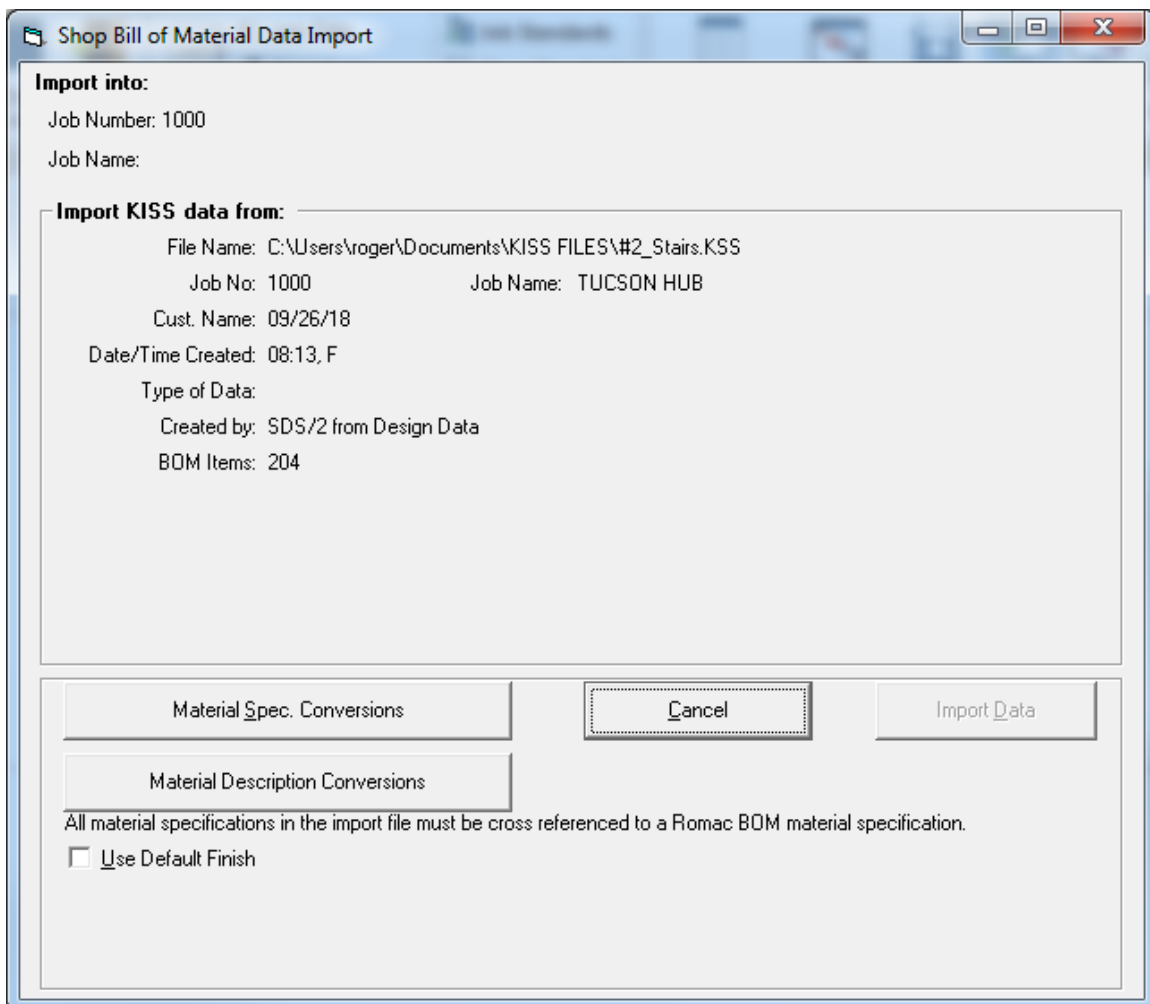 Shop Bill of Material Data Import
Job Standards
Import into:
Job Number: 1000
Job Name:
Import KISS data from:
File Name: C:\Users\roger\Documents\KISS FILES\#2_Stairs.KSS
Job No: 1000 Job Name: TUCSON HUB
Cust. Name: 09/26/18
Date/Time Created: 08:13, F
Type of Data:
Created by: SDS/2 from Design Data
BOM Items: 204
Material Spec. Conversions Cancel Import Data
Material Description Conversions
All material specifications in the import file must be cross referenced to a Romac BOM material specification.
Use Default Finish